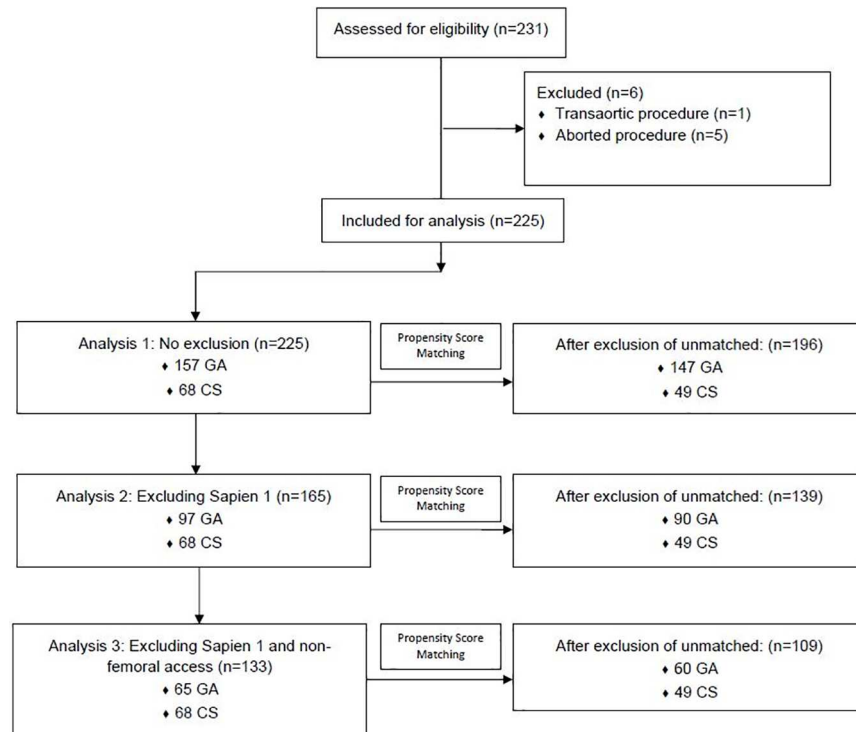 Assessed for eligibility (n=231)
Excluded (n=6)
♦ Transaortic procedure (n=1)
♦ Aborted procedure (n=5)
Included for analysis (n=225)
Analysis 1: No exclusion (n=225)
♦ 157 GA
♦ 68 CS
Propensity Score
Matching
After exclusion of unmatched: (n=196)
♦ 147 GA
♦ 49 CS
Analysis 2: Excluding Sapien 1 (n=165)
♦ 97 GA
♦ 68 CS
Propensity Score
Matching
After exclusion of unmatched: (n=139)
♦ 90 GA
♦ 49 CS
Analysis 3: Excluding Sapien 1 and non-
femoral access (n=133)
♦ 65 GA
♦ 68 CS
Propensity Score
Matching
After exclusion of unmatched: (n=109)
♦ 60 GA
♦ 49 CS